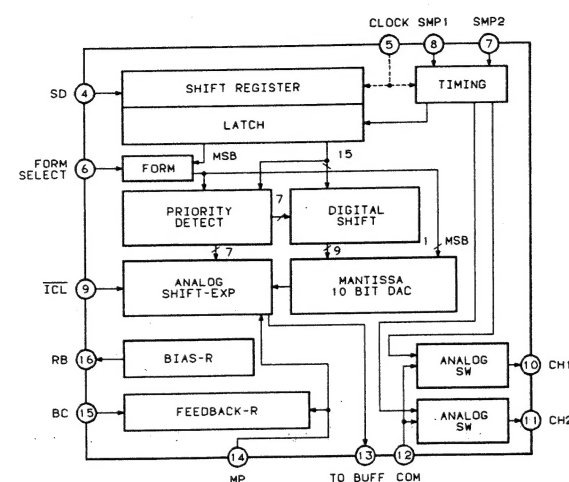 CLOCK SMP1 SMP2
5 8 7
SD 4 SHIFT REGISTER TIMING
LATCH
MSB 15
FORM SELECT 6 FORM
PRIORITY DETECT 7 DIGITAL SHIFT
7 9 1 MSB
ICL 9 ANALOG SHIFT-EXP MANTISSA 10 BIT DAC
RB 16 BIAS-R ANALOG SW 10 CH1
BC 15 FEEDBACK-R ANALOG SW 11 CH2
14 13 12
MP TO BUFF COM